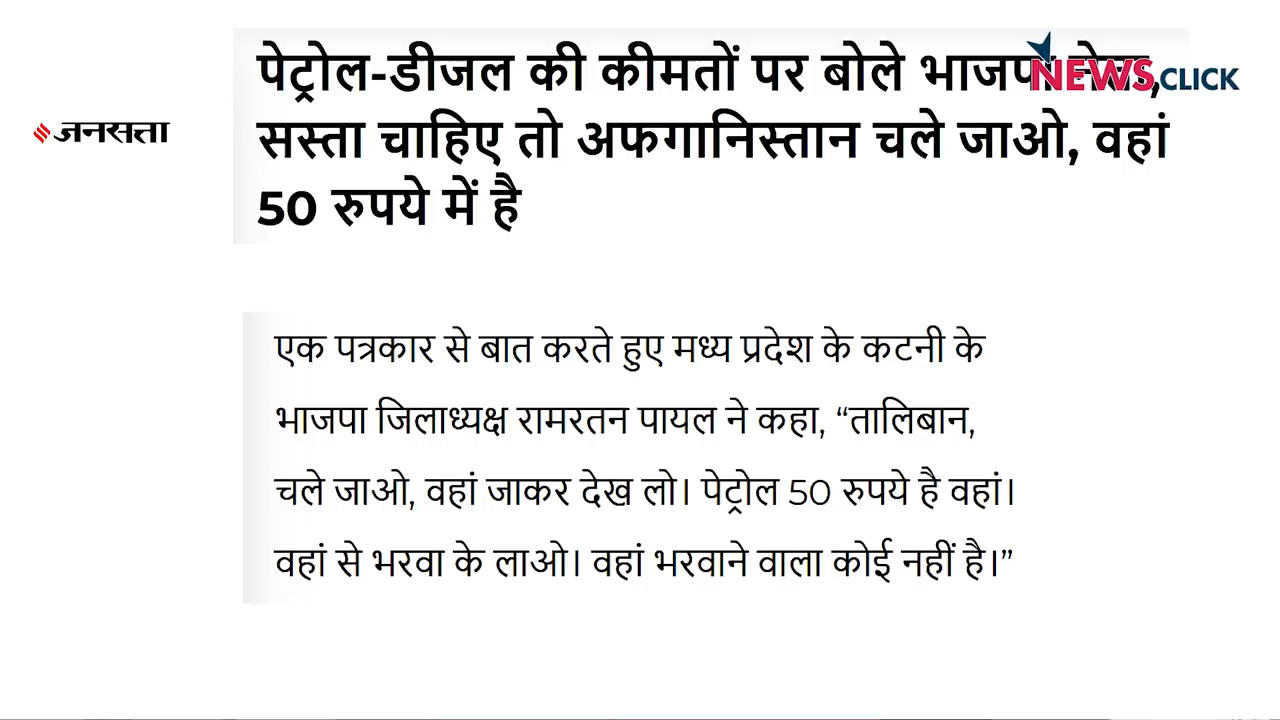 पेट्रोल-डीजल की कीमतों पर बोले भाजपा
NEWSCLICK
जनसत्ता
सस्ता चाहिए तो अफगानिस्तान चले जाओ, वहां
50 रुपये में है
एक पत्रकार से बात करते हुए मध्य प्रदेश के कटनी के
भाजपा जिलाध्यक्ष रामरतन पायल ने कहा, “तालिबान,
चले जाओ, वहां जाकर देख लो। पेट्रोल 50 रुपये है वहां।
वहां से भरवा के लाओ। वहां भरवाने वाला कोई नहीं है।”